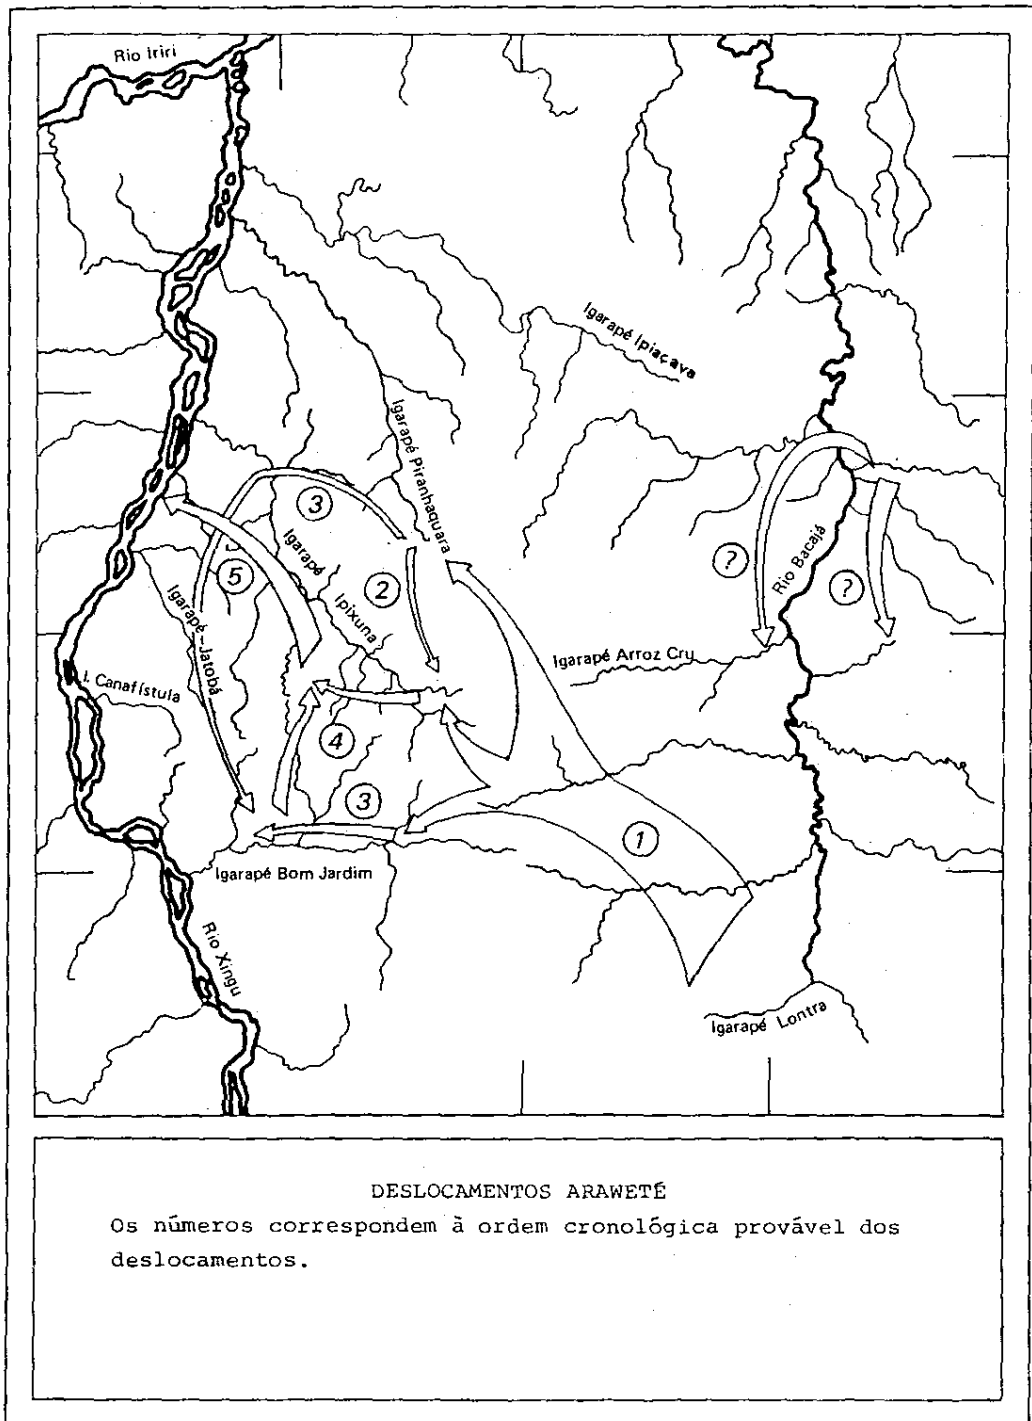 Rio Iriri
Igarapé Ipiaçava
Igarapé Piranhaquara
3
Igarapé Ipixuna
5
2
?
Rio Bacajá
?
Igarapé Jatobá
Igarapé Arroz Cru
I. Canafístula
4
3
1
Igarapé Bom Jardim
Rio Xingu
Igarapé Lontra
DESLOCAMENTOS ARAWETÉ
Os números correspondem à ordem cronológica provável dos
deslocamentos.